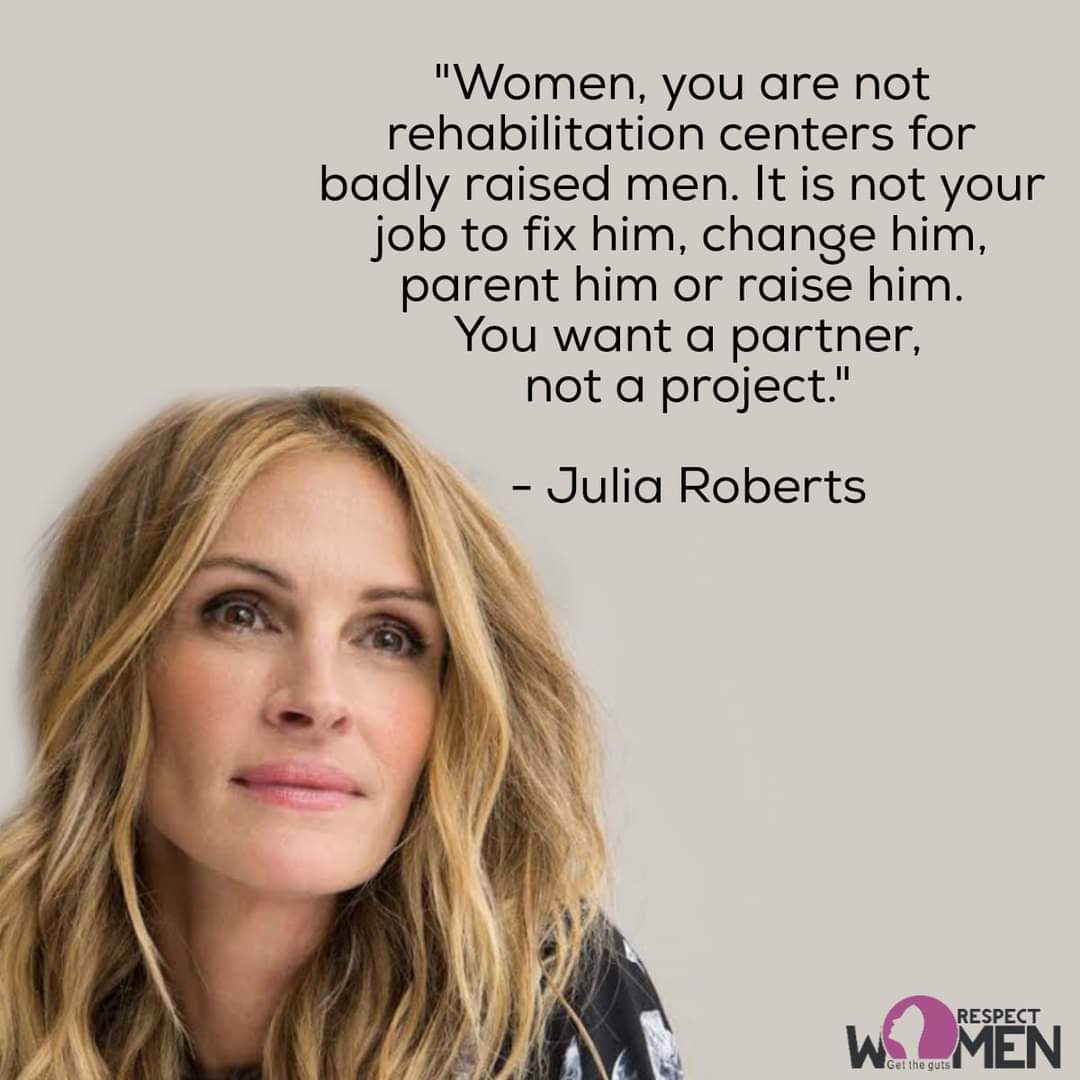 "Women, you are not
rehabilitation centers for
badly raised men. It is not your
job to fix him, change him,
parent him or raise him.
You want a partner,
not a project."
- Julia Roberts
RESPECT
WOMEN
Get the guts